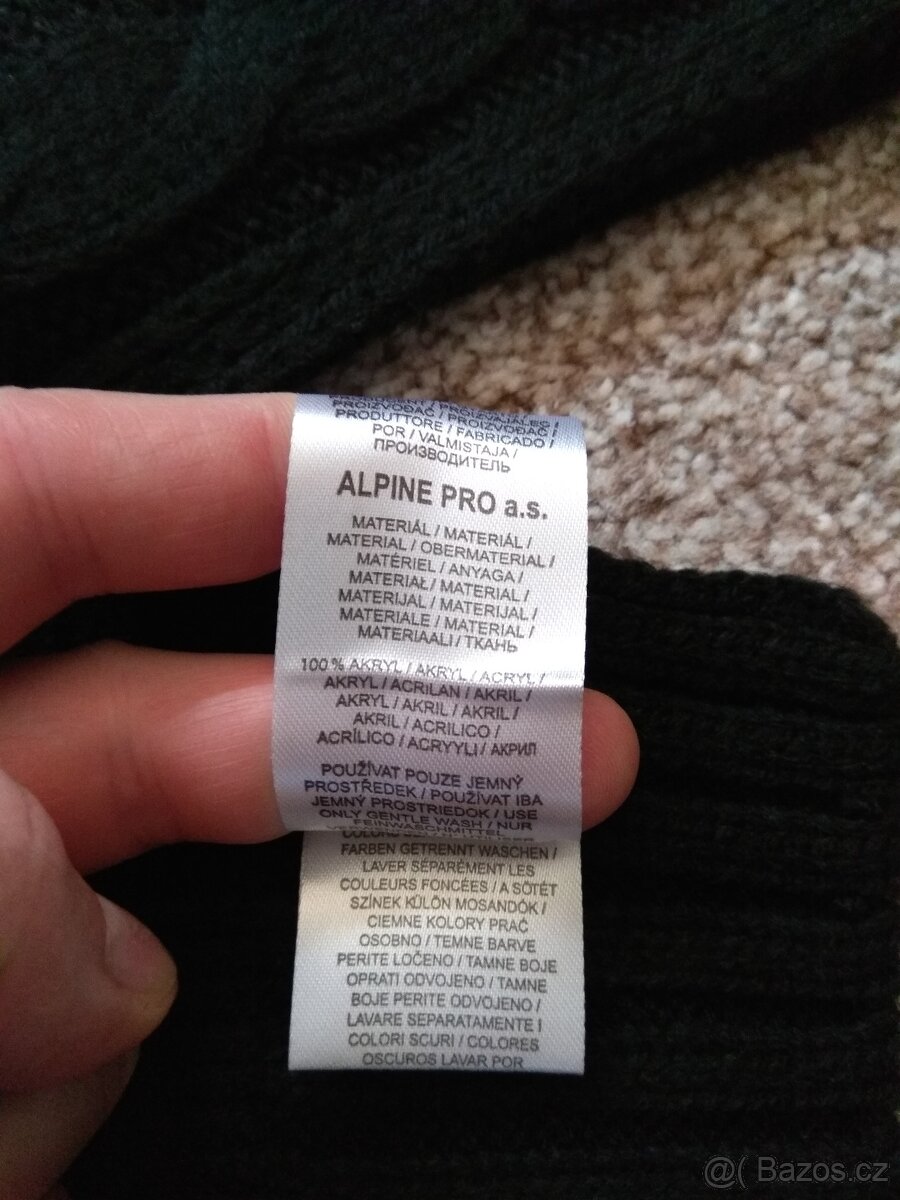 PROIZVOĐAČ / PROIZVOĐAČ /
PRODUTTORE / FABRICADO /
POR / VALMISTAJA /
ПРОИЗВОДИТЕЛЬ
ALPINE PRO a.s.
MATERIÁL / MATERIÁL /
MATERIAL / OBERMATERIAL /
MATÉRIEL / ANYAGA /
MATERIAŁ / MATERIAL /
MATERIJAL / MATERIJAL /
MATERIALE / MATERIAL /
MATERIAALI / ТКАНЬ
100 % AKRYL / AKRYL / ACRYL /
AKRYL / ACRILAN / AKRIL /
AKRYL / AKRIL / AKRIL /
AKRIL / ACRILICO /
ACRÍLICO / ACRYYLI / АКРИЛ
POUŽÍVAT POUZE JEMNÝ
PROSTŘEDEK / POUŽÍVAT IBA
JEMNÝ PROSTRIEDOK / USE
ONLY GENTLE WASH / NUR
FEINWASCHMITTEL
FARBEN GETRENNT WASCHEN /
LAVER SÉPARÉMENT LES
COULEURS FONCÉES / A SÖTÉT
SZÍNEK KÜLÖN MOSANDÓK /
CIEMNE KOLORY PRAĆ
OSOBNO / TEMNE BARVE
PERITE LOČENO / TAMNE BOJE
OPRATI ODVOJENO / TAMNE
BOJE PERITE ODVOJENO /
LAVARE SEPARATAMENTE I
COLORI SCURI / COLORES
OSCUROS LAVAR POR
@( Bazos.cz